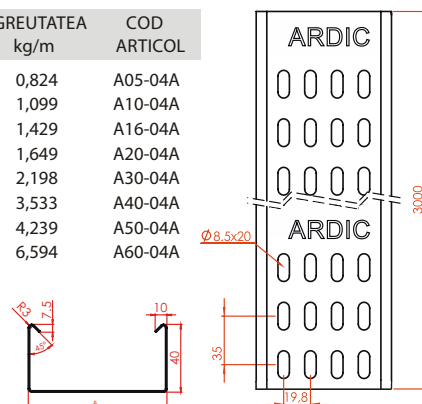 GREUTATEA COD
kg/m ARTICOL
0,824 A05-04A
1,099 A10-04A
1,429 A16-04A
1,649 A20-04A
2,198 A30-04A
3,533 A40-04A
4,239 A50-04A
6,594 A60-04A
ARDIC
3000
ARDIC
Ø8.5x20
35
19,8
R3
7.5
45°
10
40